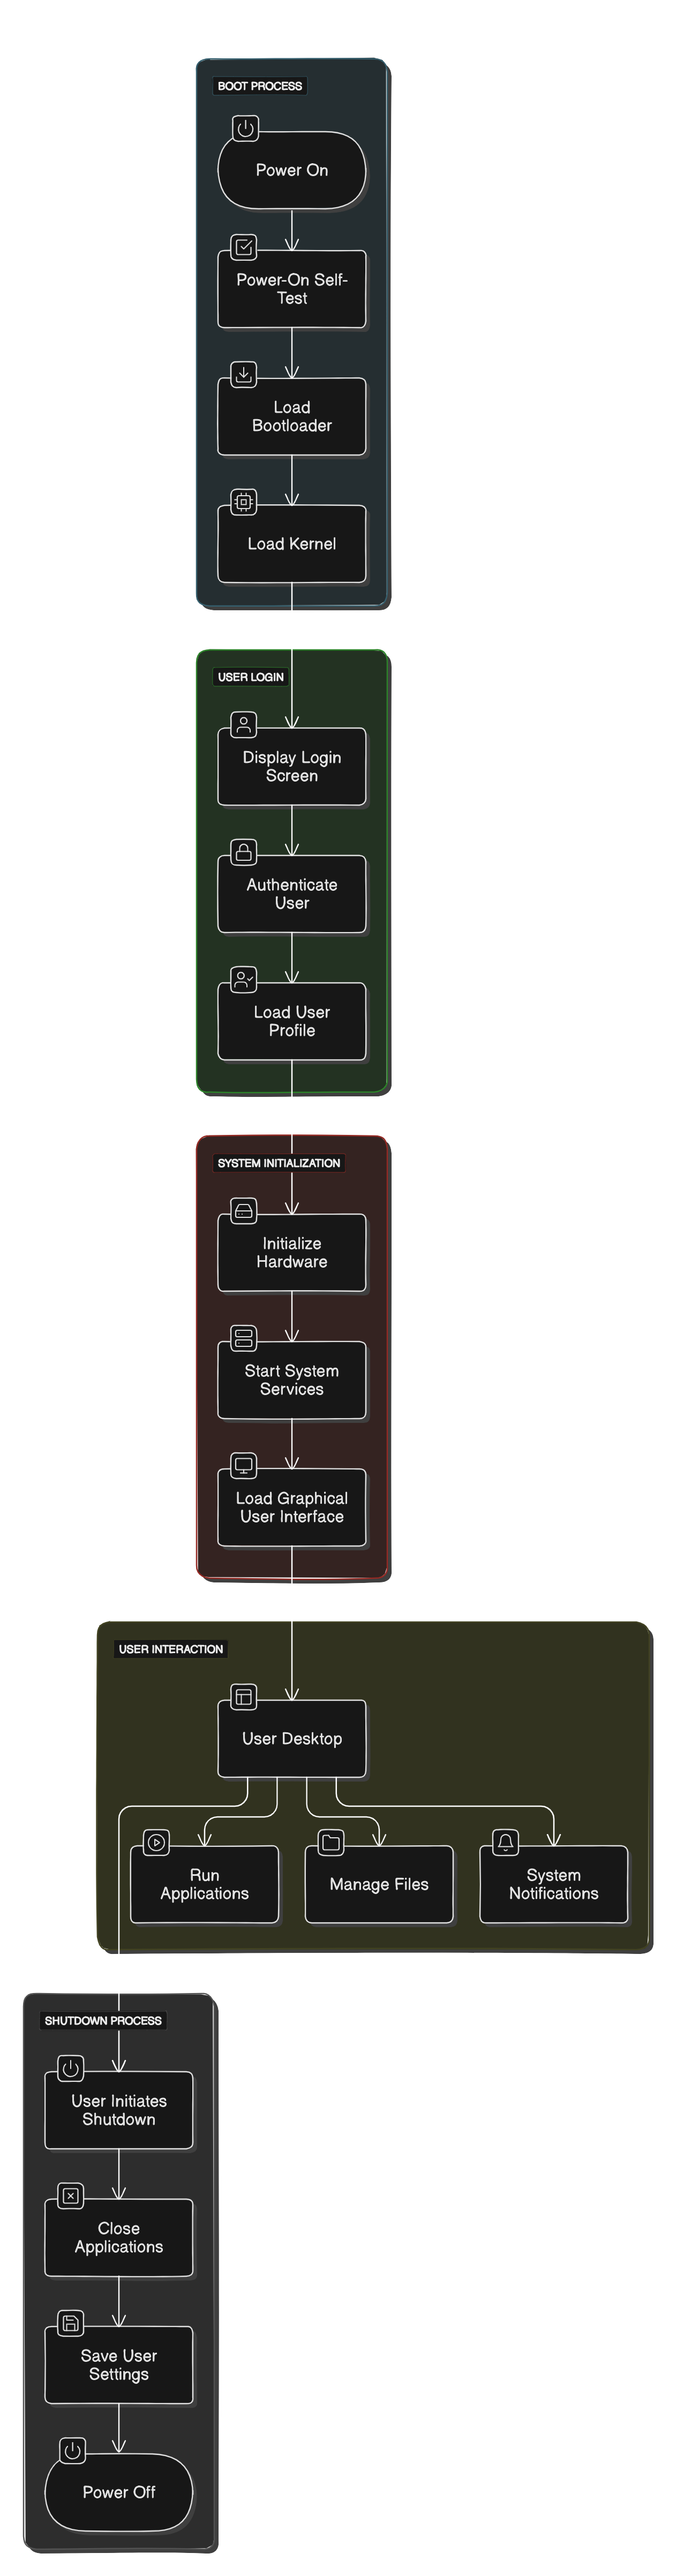 BOOT PROCESS
Power On
Power-On Self-
Test
Load
Bootloader
Load Kernel
USER LOGIN
Display Login
Screen
Authenticate
User
Load User
Profile
SYSTEM INITIALIZATION
Initialize
Hardware
Start System
Services
Load Graphical
User Interface
USER INTERACTION
User Desktop
Run
Applications
Manage Files
System
Notifications
SHUTDOWN PROCESS
User Initiates
Shutdown
Close
Applications
Save User
Settings
Power Off